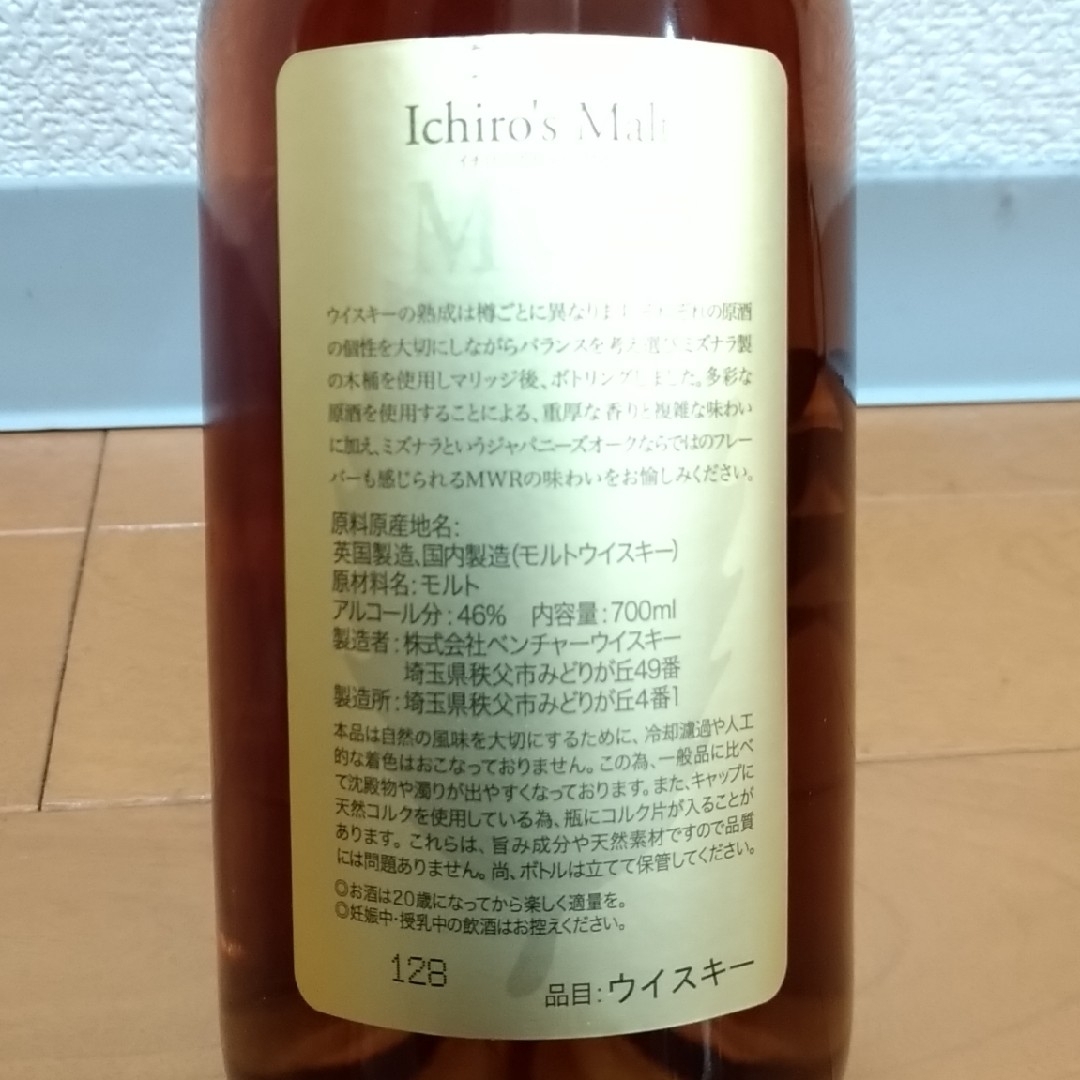 Ichiro's Malt
M
ウイスキーの熟成は樽ごとに異なります それぞれの原酒
の個性を大切にしながらバランスを考え選びミズナラ製
の木桶を使用しマリッジ後、ボトリングしました。多彩な
原酒を使用することによる、重厚な香りと複雑な味わい
に加え、ミズナラというジャパニーズオークならではのフレー
バーも感じられるMWRの味わいをお愉しみください。
原料原産地名:
英国製造、国内製造(モルトウイスキー)
原材料名:モルト
アルコール分:46% 内容量:700ml
製造者:株式会社ベンチャーウイスキー
埼玉県秩父市みどりが丘49番
製造所:埼玉県秩父市みどりが丘4番1
本品は自然の風味を大切にするために、冷却濾過や人工
的な着色はおこなっておりません。この為、一般品に比べ
て沈殿物や濁りが出やすくなっております。また、キャップに
天然コルクを使用している為、瓶にコルク片が入ることが
あります。これらは、旨み成分や天然素材ですので品質
には問題ありません。尚、ボトルは立てて保管してください。
◎お酒は20歳になってから楽しく適量を。
◎妊娠中・授乳中の飲酒はお控えください。
128
品目:ウイスキー